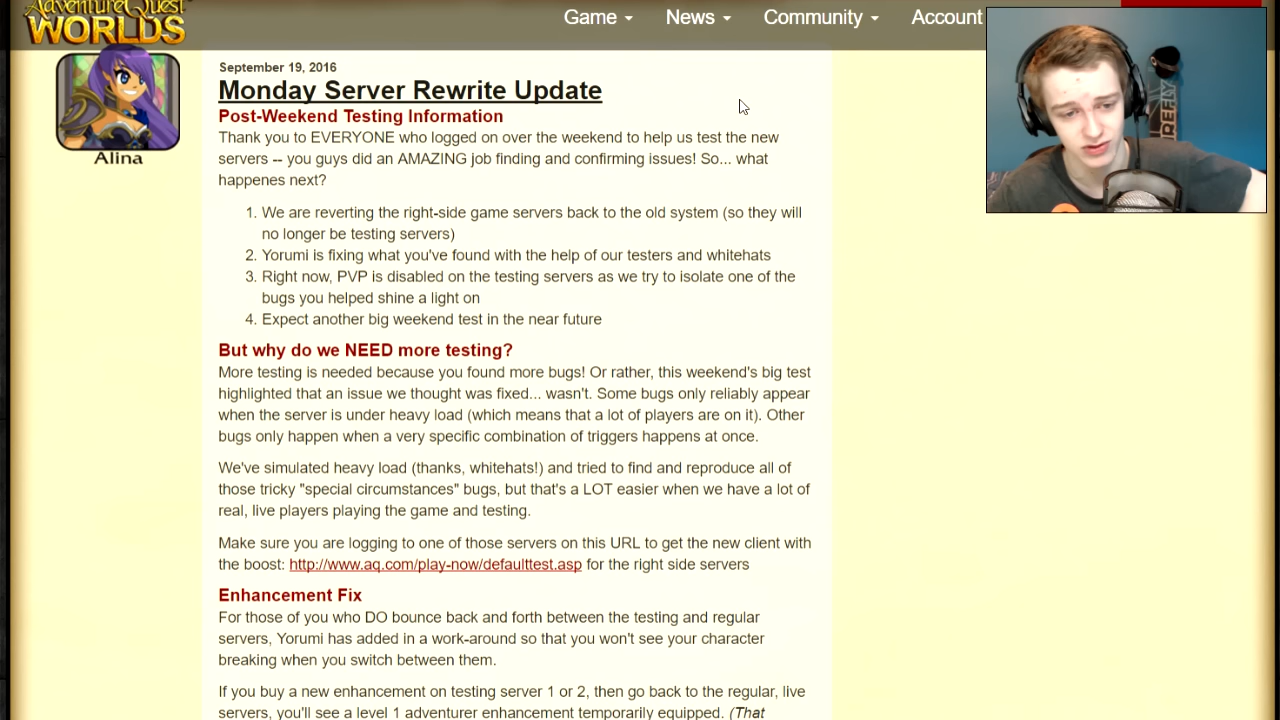 AdventureQuest
WORLDS
Game
News
Community
Account
Alina
September 19, 2016
Monday Server Rewrite Update
Post-Weekend Testing Information
Thank you to EVERYONE who logged on over the weekend to help us test the new
servers -- you guys did an AMAZING job finding and confirming issues! So... what
happenes next?
1. We are reverting the right-side game servers back to the old system (so they will
no longer be testing servers)
2. Yorumi is fixing what you've found with the help of our testers and whitehats
3. Right now, PVP is disabled on the testing servers as we try to isolate one of the
bugs you helped shine a light on
4. Expect another big weekend test in the near future
But why do we NEED more testing?
More testing is needed because you found more bugs! Or rather, this weekend's big test
highlighted that an issue we thought was fixed... wasn't. Some bugs only reliably appear
when the server is under heavy load (which means that a lot of players are on it). Other
bugs only happen when a very specific combination of triggers happens at once.
We've simulated heavy load (thanks, whitehats!) and tried to find and reproduce all of
those tricky "special circumstances" bugs, but that's a LOT easier when we have a lot of
real, live players playing the game and testing.
Make sure you are logging to one of those servers on this URL to get the new client with
the boost: http://www.aq.com/play-now/defaulttest.asp for the right side servers
Enhancement Fix
For those of you who DO bounce back and forth between the testing and regular
servers, Yorumi has added in a work-around so that you won't see your character
breaking when you switch between them.
If you buy a new enhancement on testing server 1 or 2, then go back to the regular, live
servers, you'll see a level 1 adventurer enhancement temporarily equipped. (That